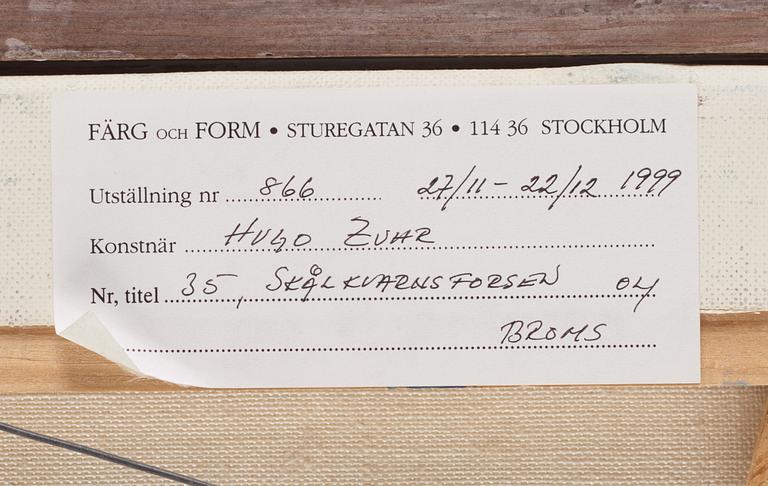 FÄRG OCH FORM • STUREGATAN 36 • 114 36 STOCKHOLM
Utställning nr 866 27/11 – 22/12 1999
Konstnär HUGO ZUHR
Nr, titel 35, SKÅLKVARNSFORSEN Olj
BROMS